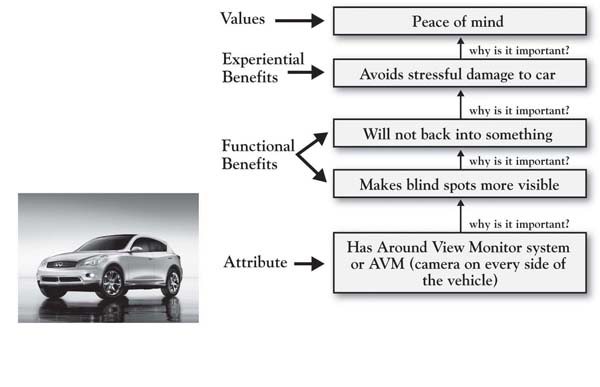 Values
Peace of mind
why is it important?
Experiential
Benefits
Avoids stressful damage to car
why is it important?
Functional
Benefits
Will not back into something
why is it important?
Makes blind spots more visible
why is it important?
Attribute
Has Around View Monitor system
or AVM (camera on every side of
the vehicle)